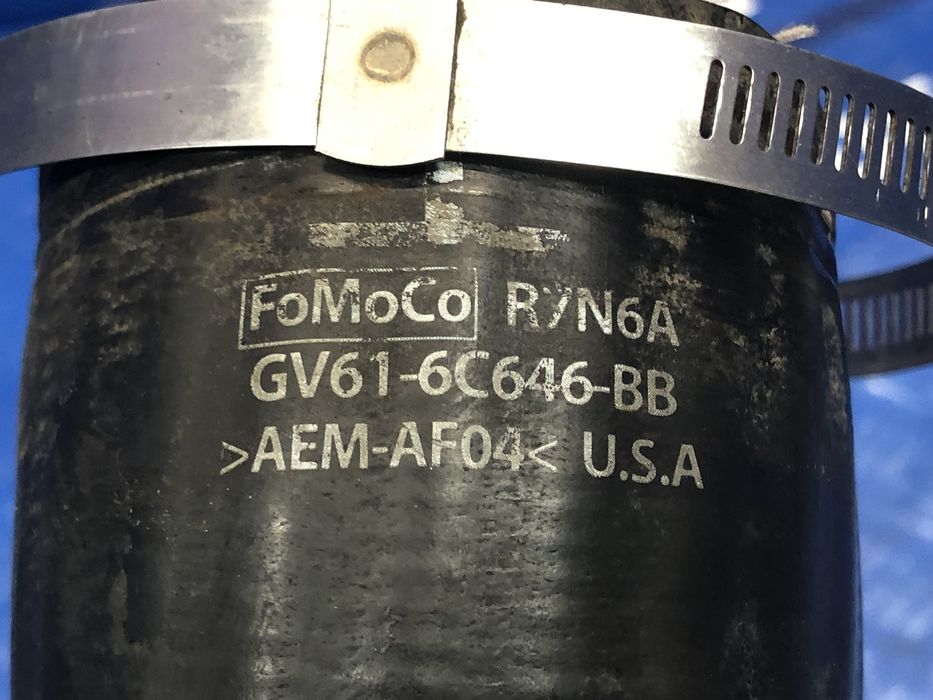 FoMoCo R7N6A
GV61-6C646-BB
>AEM-AF04< U.S.A